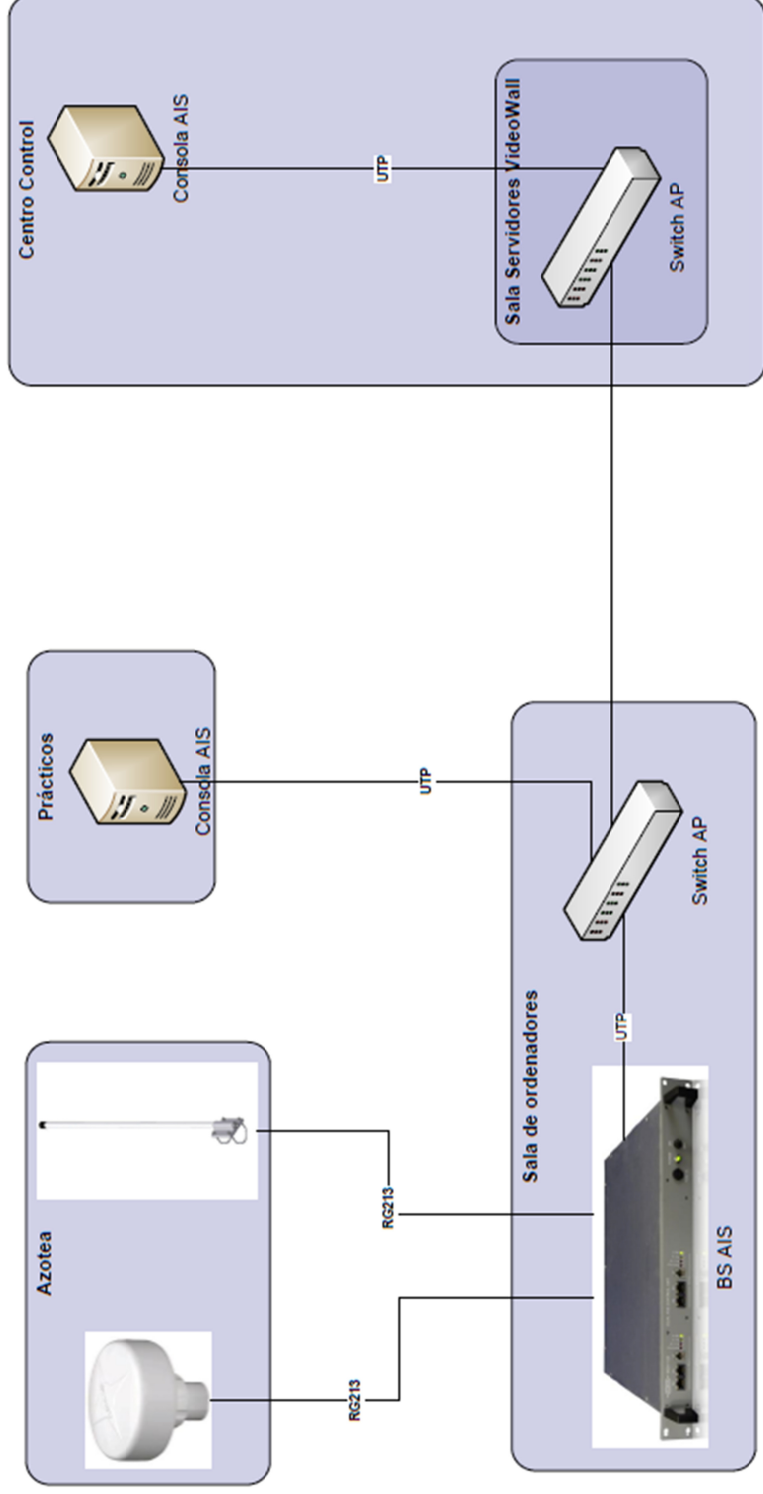 Azotea
RG213
RG213
Prácticos
Consola AIS
UTP
Centro Control
Consola AIS
UTP
Sala Servidores VideoWall
Switch AP
Sala de ordenadores
UTP
Switch AP
BS AIS